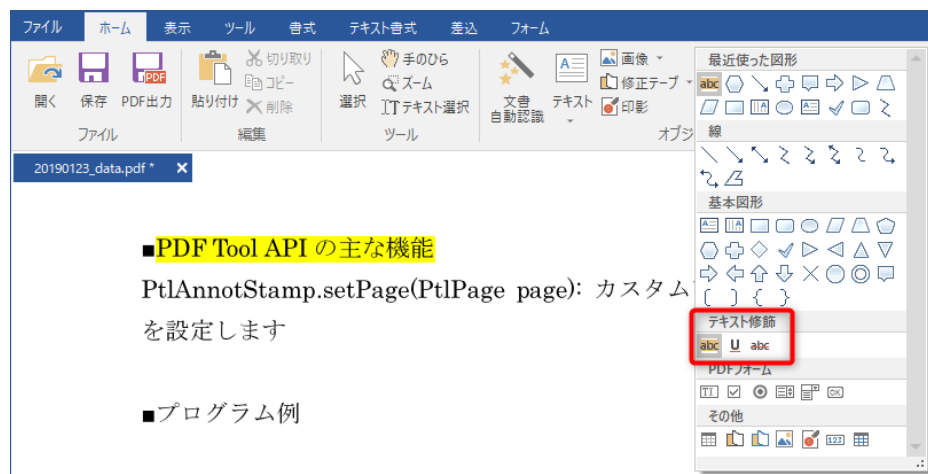 ファイル ホーム 表示 ツール 書式 テキスト書式 差込 フォーム
開く 保存 PDF出力 貼り付け 切り取り コピー 削除
選択 手のひら ズーム テキスト選択
文書自動認識 テキスト 画像 修正テープ 印影
ファイル 編集 ツール オブジ
20190123_data.pdf *
■PDF Tool API の主な機能
PtlAnnotStamp.setPage(PtlPage page): カスタム
を設定します
■プログラム例
最近使った図形
abc
線
基本図形
テキスト修飾
abc U abc
PDFフォーム
OK
その他
123